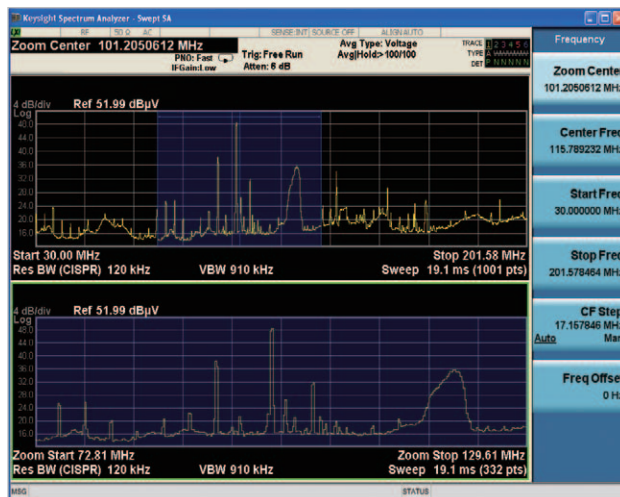 Keysight Spectrum Analyzer - Swept SA
RF 50 Ω AC SENSE:INT SOURCE OFF ALIGN AUTO
Zoom Center 101.2050612 MHz
PNO: Fast
IFGain:Low
Trig: Free Run
Atten: 6 dB
Avg Type: Voltage
Avg|Hold>100/100
TRACE 1 2 3 4 5 6
TYPE
DET P N N N N N
4 dB/div Ref 51.99 dBµV
Log
48.0
44.0
40.0
36.0
32.0
28.0
24.0
20.0
16.0
Start 30.00 MHz Stop 201.58 MHz
Res BW (CISPR) 120 kHz VBW 910 kHz Sweep 19.1 ms (1001 pts)
4 dB/div Ref 51.99 dBµV
Log
48.0
44.0
40.0
36.0
32.0
28.0
24.0
20.0
16.0
Zoom Start 72.81 MHz Zoom Stop 129.61 MHz
Res BW (CISPR) 120 kHz VBW 910 kHz Sweep 19.1 ms (332 pts)
MSG STATUS
Frequency
Zoom Center
101.2050612 MHz
Center Freq
115.789232 MHz
Start Freq
30.000000 MHz
Stop Freq
201.578464 MHz
CF Step
17.157846 MHz
Auto Man
Freq Offset
0 Hz